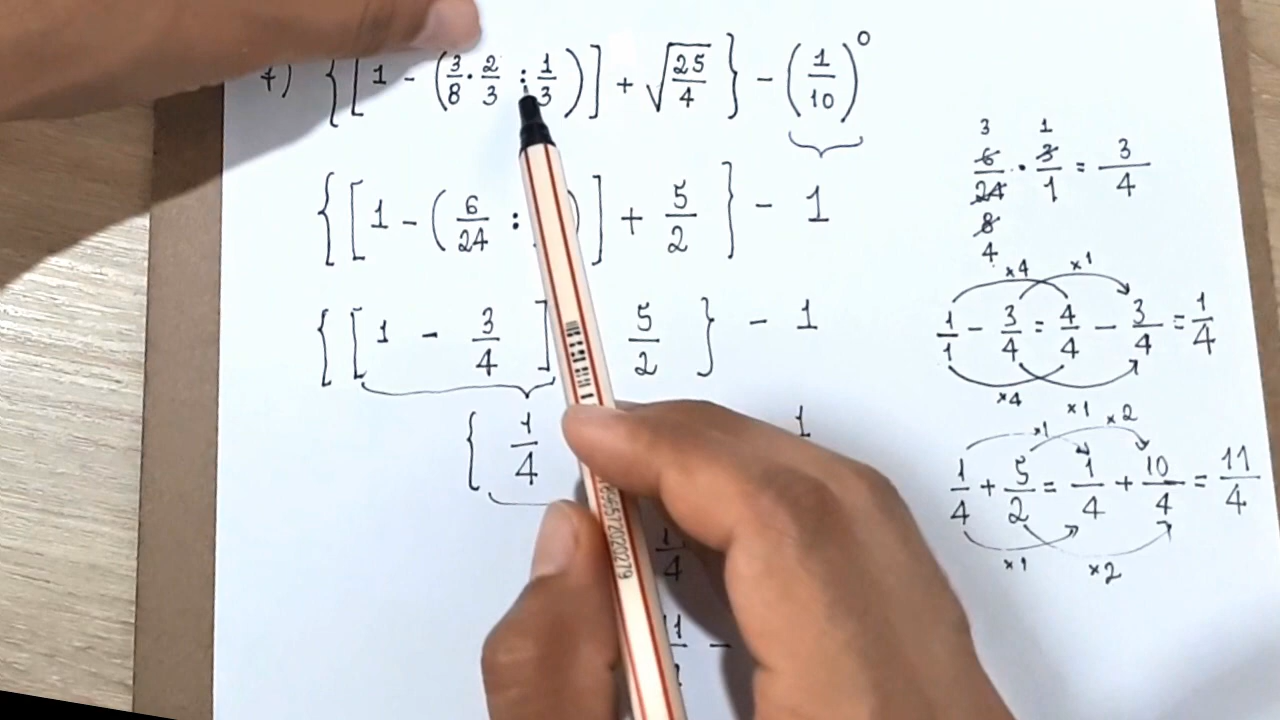 {[1 - (3/8 · 2/3 : 1/3)] + √25/4 } - (1/10)⁰
{[1 - (6/24 : )] + 5/2 } - 1
{[1 - 3/4] 5/2 } - 1
{ 1/4 1
4
-
3 1
6/24 · 3/1 = 3/4
8
4
×4 ×1
1/1 - 3/4 = 4/4 - 3/4 = 1/4
×4 ×1
×1 ×2
1/4 + 5/2 = 1/4 + 10/4 = 11/4
×1 ×2